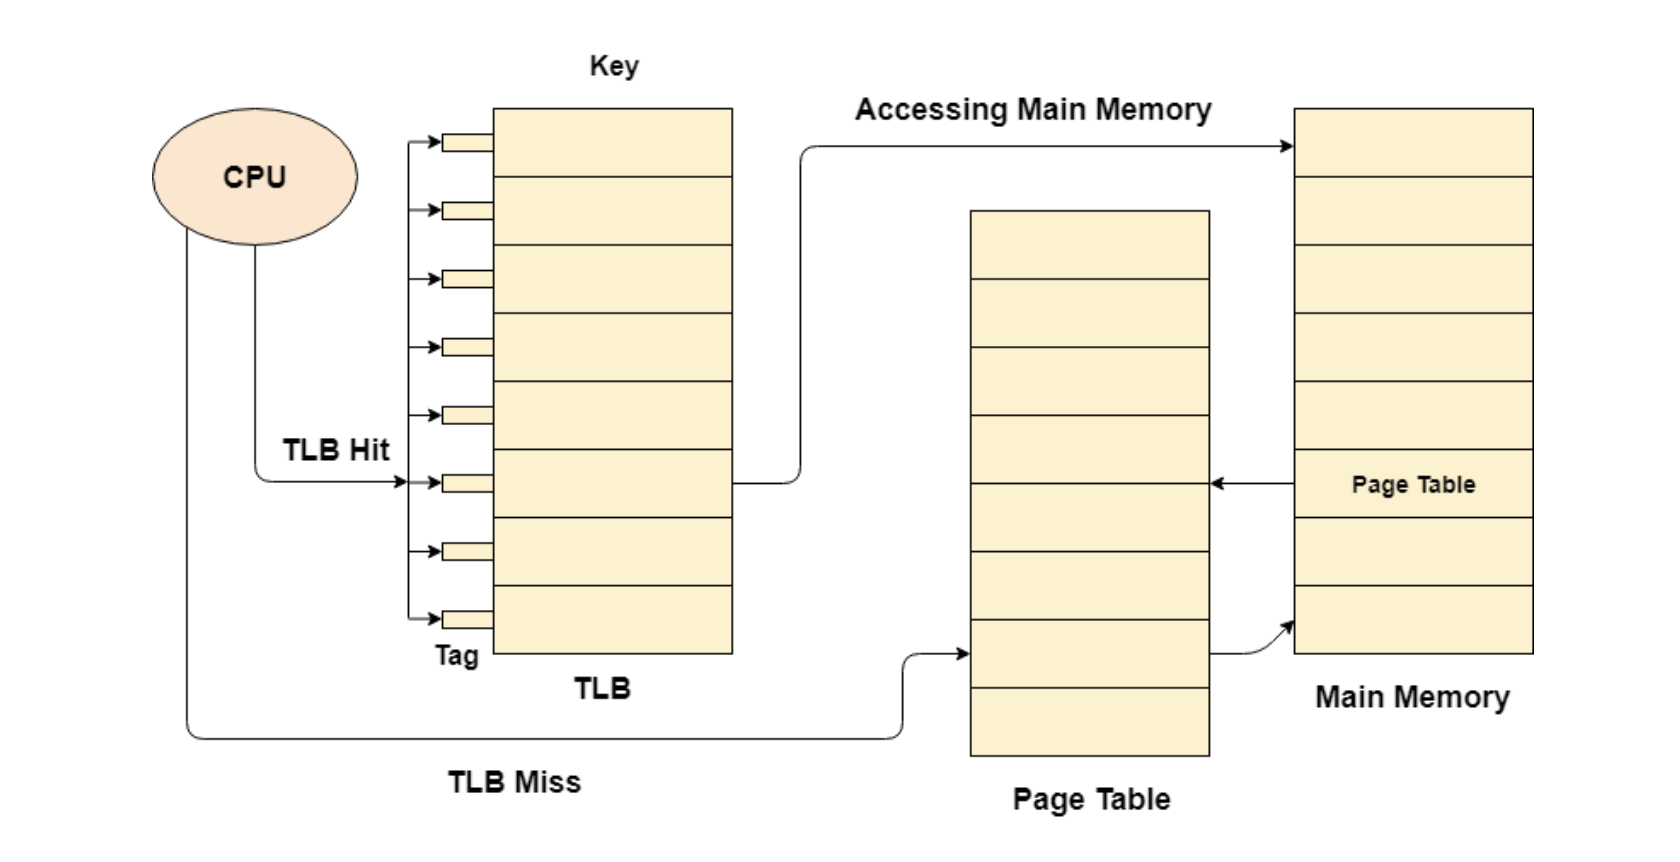 Key
Accessing Main Memory
CPU
TLB Hit
Page Table
Tag
TLB
Main Memory
TLB Miss
Page Table